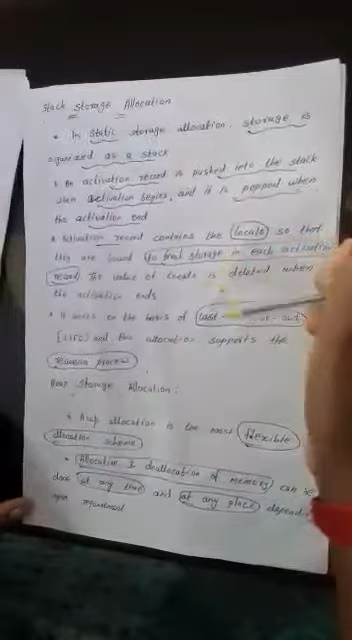 Stack Storage Allocation
* In static storage allocation, storage is
organized as a stack
* An activation record is pushed into the stack
when activation begins, and it is popped when
the activation end
* Activation record contains the locals so that
they are bound to fresh storage in each activation
record. The value of locals is deleted when
the activation ends
* It works on the basis of last - out
[LIFO] and this allocation supports the
process
Heap Storage Allocation :
* Heap allocation is the most flexible
allocation scheme
* Allocation & deallocation of memory can be
done at any time and at any place depending
upon requirement